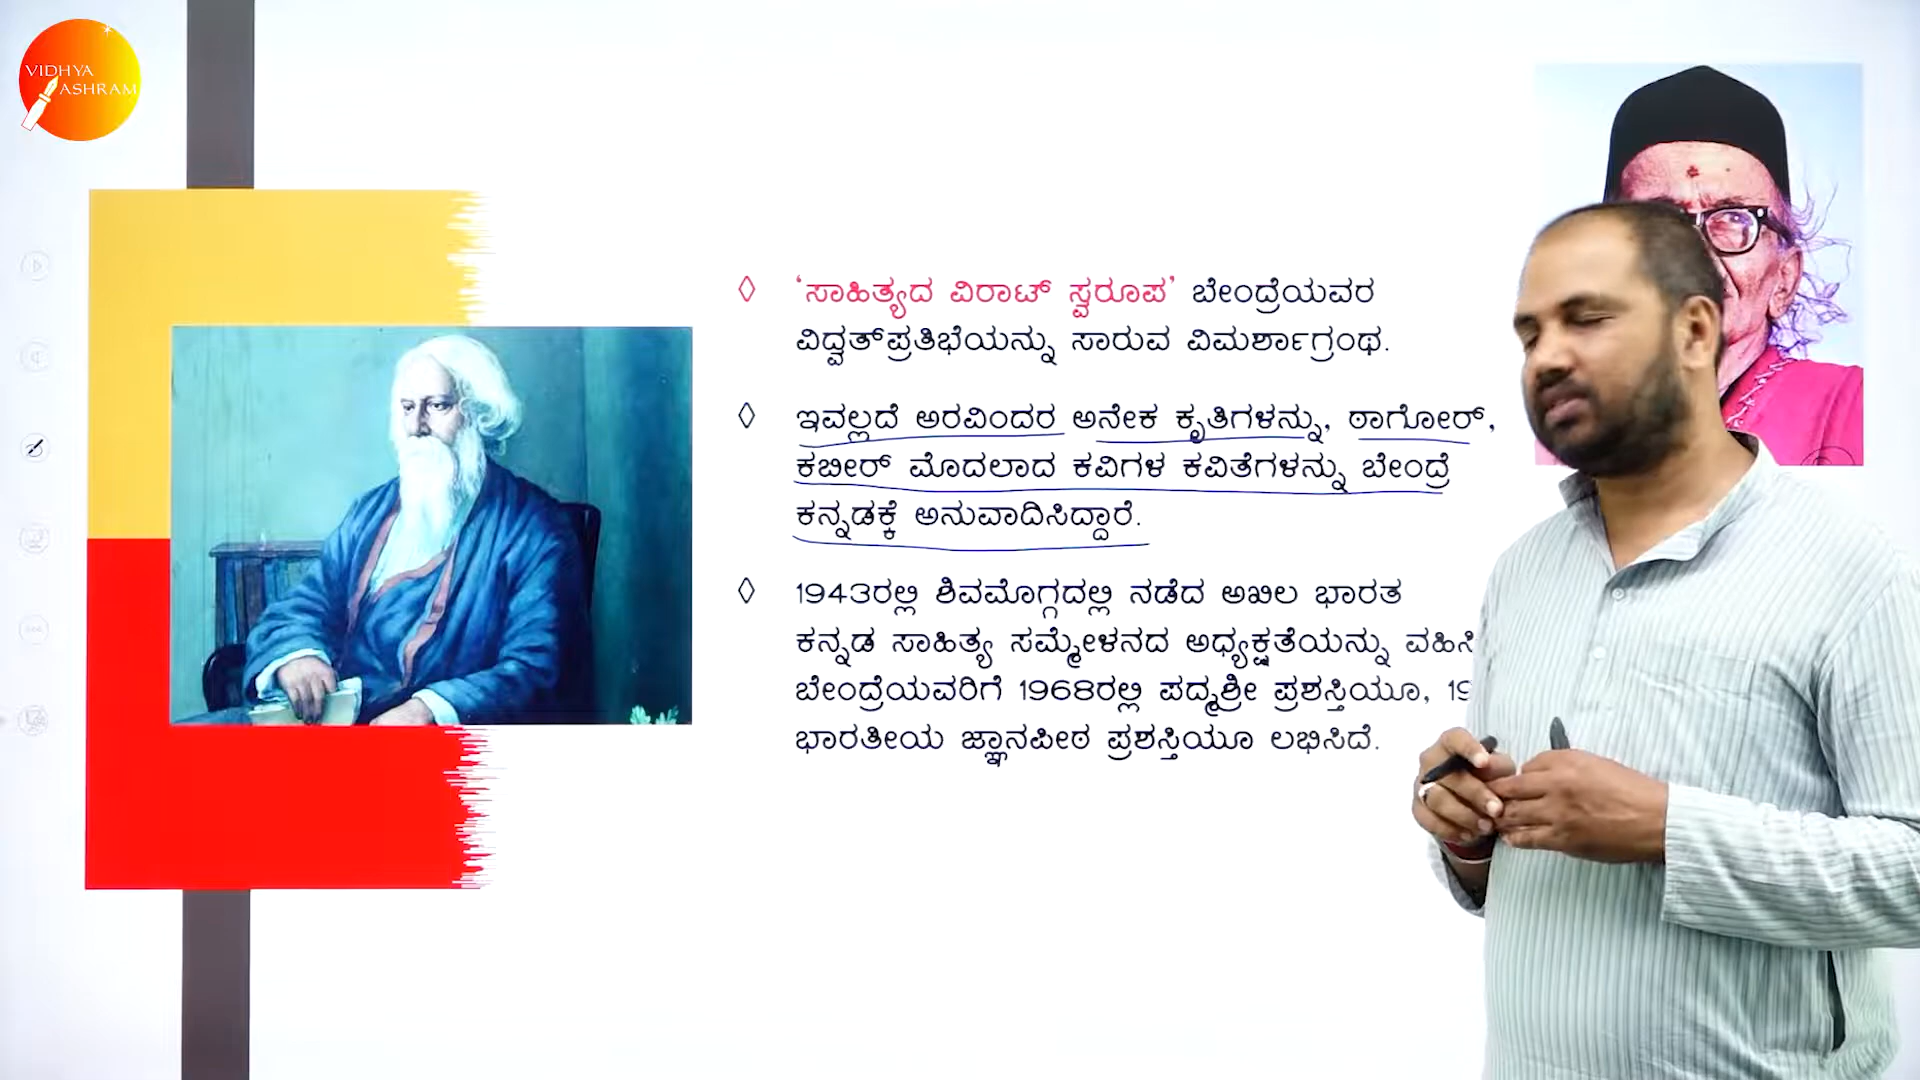 VIDHYA
ASHRAM
‘ಸಾಹಿತ್ಯದ ವಿರಾಟ್ ಸ್ವರೂಪ’ ಬೇಂದ್ರೆಯವರ
ವಿದ್ವತ್‌ಪ್ರತಿಭೆಯನ್ನು ಸಾರುವ ವಿಮರ್ಶಾಗ್ರಂಥ.
ಇವಲ್ಲದೆ ಅರವಿಂದರ ಅನೇಕ ಕೃತಿಗಳನ್ನು, ಠಾಗೋರ್,
ಕಬೀರ್ ಮೊದಲಾದ ಕವಿಗಳ ಕವಿತೆಗಳನ್ನು ಬೇಂದ್ರೆ
ಕನ್ನಡಕ್ಕೆ ಅನುವಾದಿಸಿದ್ದಾರೆ.
1943ರಲ್ಲಿ ಶಿವಮೊಗ್ಗದಲ್ಲಿ ನಡೆದ ಅಖಿಲ ಭಾರತ
ಕನ್ನಡ ಸಾಹಿತ್ಯ ಸಮ್ಮೇಳನದ ಅಧ್ಯಕ್ಷತೆಯನ್ನು
ಬೇಂದ್ರೆಯವರಿಗೆ 1968ರಲ್ಲಿ ಪದ್ಮಶ್ರೀ ಪ್ರಶಸ್ತಿಯೂ,
ಭಾರತೀಯ ಜ್ಞಾನಪೀಠ ಪ್ರಶಸ್ತಿಯೂ ಲಭಿಸಿದೆ.